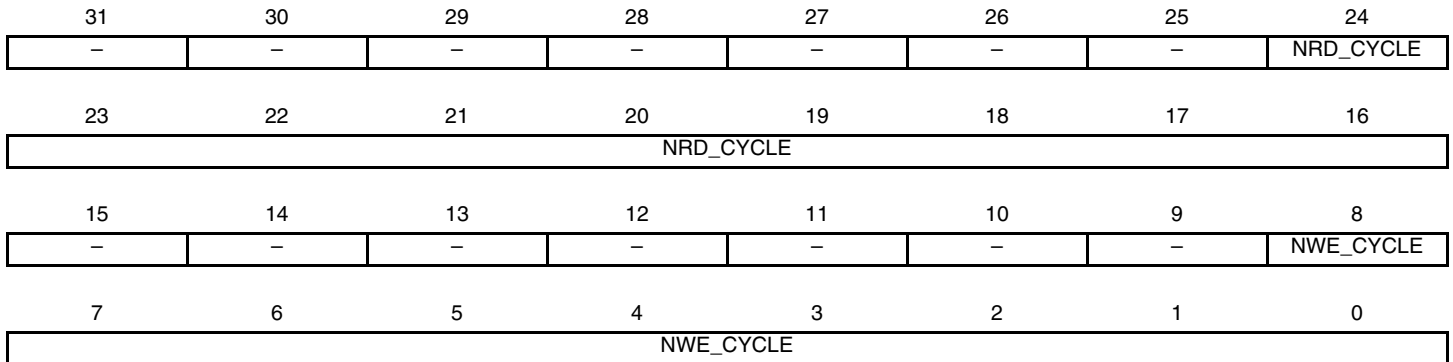 31 30 29 28 27 26 25 24
– – – – – – – NRD_CYCLE
23 22 21 20 19 18 17 16
NRD_CYCLE
15 14 13 12 11 10 9 8
– – – – – – – NWE_CYCLE
7 6 5 4 3 2 1 0
NWE_CYCLE